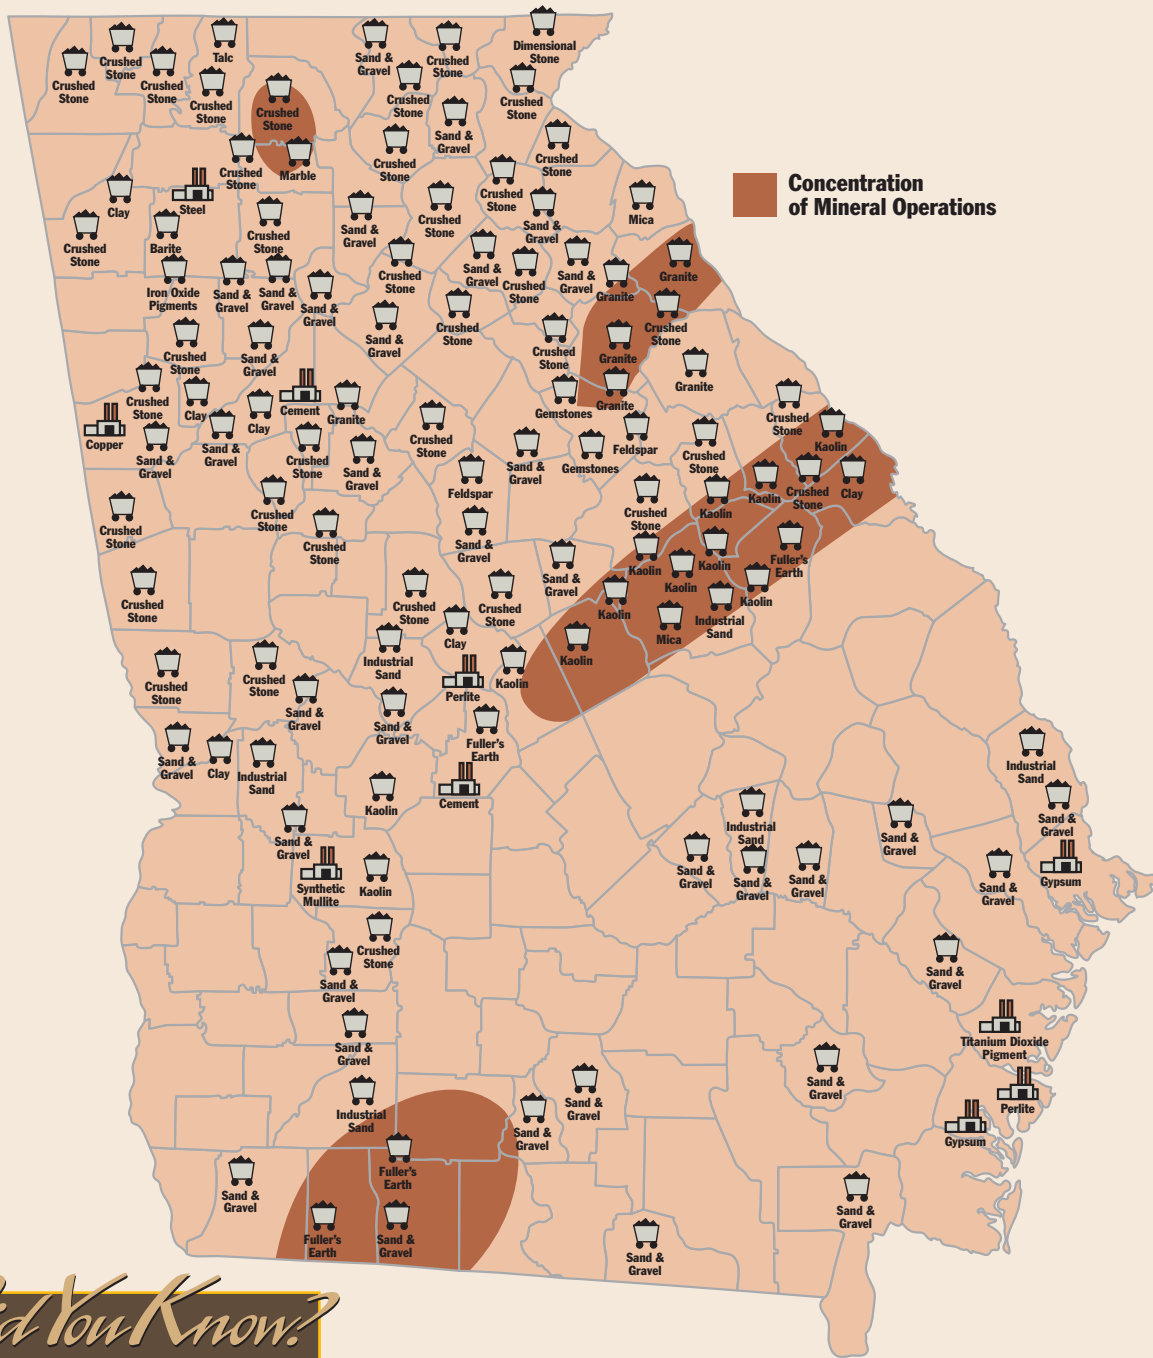 Dimensional
Stone
Talc
Sand &
Gravel
Crushed
Stone
Crushed
Stone
Crushed
Stone
Crushed
Stone
Crushed
Stone
Crushed
Stone
Crushed
Stone
Crushed
Stone
Sand &
Gravel
Crushed
Stone
Crushed
Stone
Crushed
Stone
Marble
Crushed
Stone
Concentration
of Mineral Operations
Clay
Steel
Crushed
Stone
Sand &
Gravel
Mica
Crushed
Stone
Barite
Crushed
Stone
Sand &
Gravel
Crushed
Stone
Sand &
Gravel
Crushed
Stone
Sand &
Gravel
Granite
Granite
Iron Oxide
Pigments
Sand &
Gravel
Sand &
Gravel
Sand &
Gravel
Crushed
Stone
Crushed
Stone
Crushed
Stone
Sand &
Gravel
Sand &
Gravel
Crushed
Stone
Granite
Granite
Crushed
Stone
Clay
Clay
Cement
Granite
Gemstones
Granite
Crushed
Stone
Copper
Sand &
Gravel
Sand &
Gravel
Crushed
Stone
Sand &
Gravel
Crushed
Stone
Sand &
Gravel
Gemstones
Feldspar
Crushed
Stone
Kaolin
Feldspar
Kaolin
Crushed
Stone
Clay
Crushed
Stone
Crushed
Stone
Crushed
Stone
Sand &
Gravel
Crushed
Stone
Kaolin
Kaolin
Kaolin
Kaolin
Fuller's
Earth
Crushed
Stone
Crushed
Stone
Crushed
Stone
Sand &
Gravel
Kaolin
Kaolin
Mica
Industrial
Sand
Clay
Industrial
Sand
Kaolin
Kaolin
Crushed
Stone
Crushed
Stone
Sand &
Gravel
Perlite
Sand &
Gravel
Fuller's
Earth
Sand &
Gravel
Clay
Industrial
Sand
Kaolin
Cement
Industrial
Sand
Sand &
Gravel
Sand &
Gravel
Industrial
Sand
Sand &
Gravel
Sand &
Gravel
Sand &
Gravel
Sand &
Gravel
Synthetic
Mullite
Kaolin
Sand &
Gravel
Gypsum
Crushed
Stone
Sand &
Gravel
Sand &
Gravel
Sand &
Gravel
Titanium Dioxide
Pigment
Sand &
Gravel
Perlite
Industrial
Sand
Sand &
Gravel
Sand &
Gravel
Gypsum
Sand &
Gravel
Fuller's
Earth
Sand &
Gravel
Fuller's
Earth
Sand &
Gravel
Sand &
Gravel
id You Know?